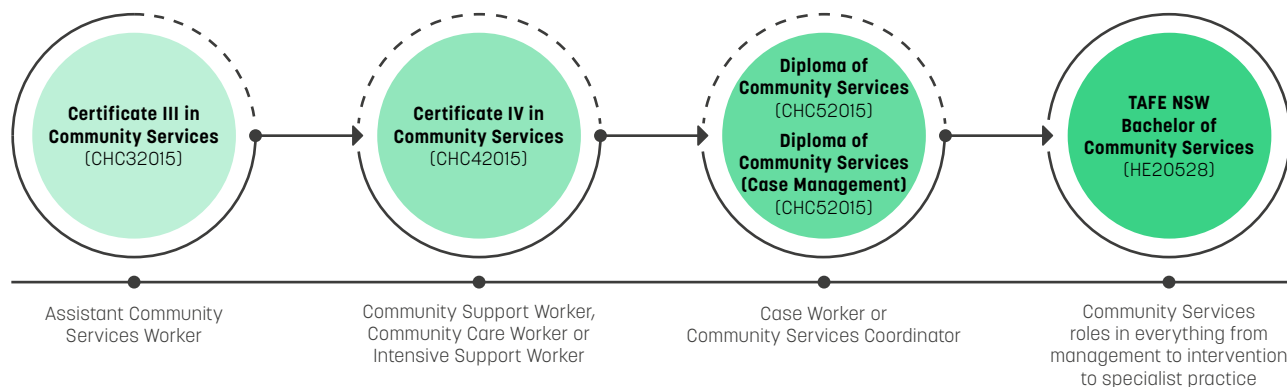 Certificate III in
Community Services
(CHC32015)
Certificate IV in
Community Services
(CHC42015)
Diploma of
Community Services
(CHC52015)
Diploma of
Community Services
(Case Management)
(CHC52015)
TAFE NSW
Bachelor of
Community Services
(HE20528)
Assistant Community
Services Worker
Community Support Worker,
Community Care Worker or
Intensive Support Worker
Case Worker or
Community Services Coordinator
Community Services
roles in everything from
management to intervention
to specialist practice